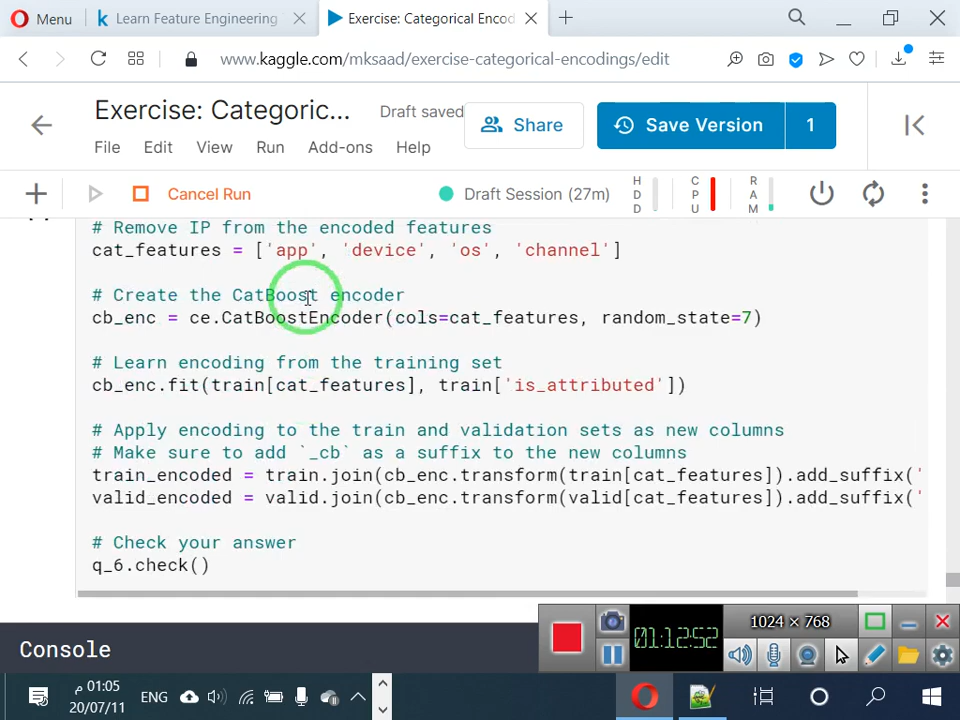 Menu
Learn Feature Engineering
Exercise: Categorical Encod
www.kaggle.com/mksaad/exercise-categorical-encodings/edit
Exercise: Categoric...
Draft saved
Share
Save Version
1
File
Edit
View
Run
Add-ons
Help
Cancel Run
Draft Session (27m)
HDD
CPU
RAM
# Remove IP from the encoded features
cat_features = ['app', 'device', 'os', 'channel']
# Create the CatBoost encoder
cb_enc = ce.CatBoostEncoder(cols=cat_features, random_state=7)
# Learn encoding from the training set
cb_enc.fit(train[cat_features], train['is_attributed'])
# Apply encoding to the train and validation sets as new columns
# Make sure to add `_cb` as a suffix to the new columns
train_encoded = train.join(cb_enc.transform(train[cat_features]).add_suffix('
valid_encoded = valid.join(cb_enc.transform(valid[cat_features]).add_suffix('
# Check your answer
q_6.check()
Console
1024 × 768
01:12:52
ENG
01:05 م
20/07/11